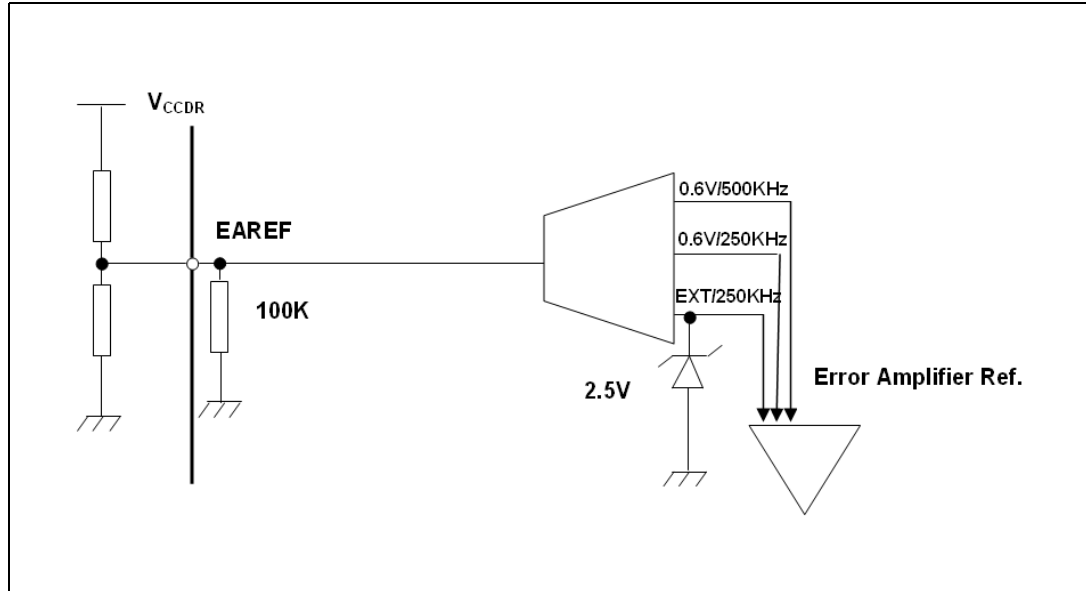 VCCDR
0.6V/500KHz
EAREF
0.6V/250KHz
EXT/250KHz
100K
2.5V
Error Amplifier Ref.